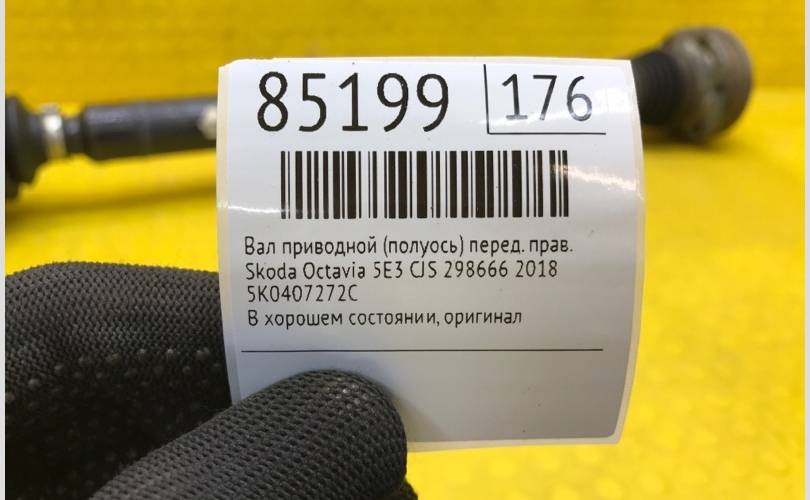 85199 176
Вал приводной (полуось) перед. прав.
Skoda Octavia 5E3 CJS 298666 2018
5K0407272C
В хорошем состоянии, оригинал